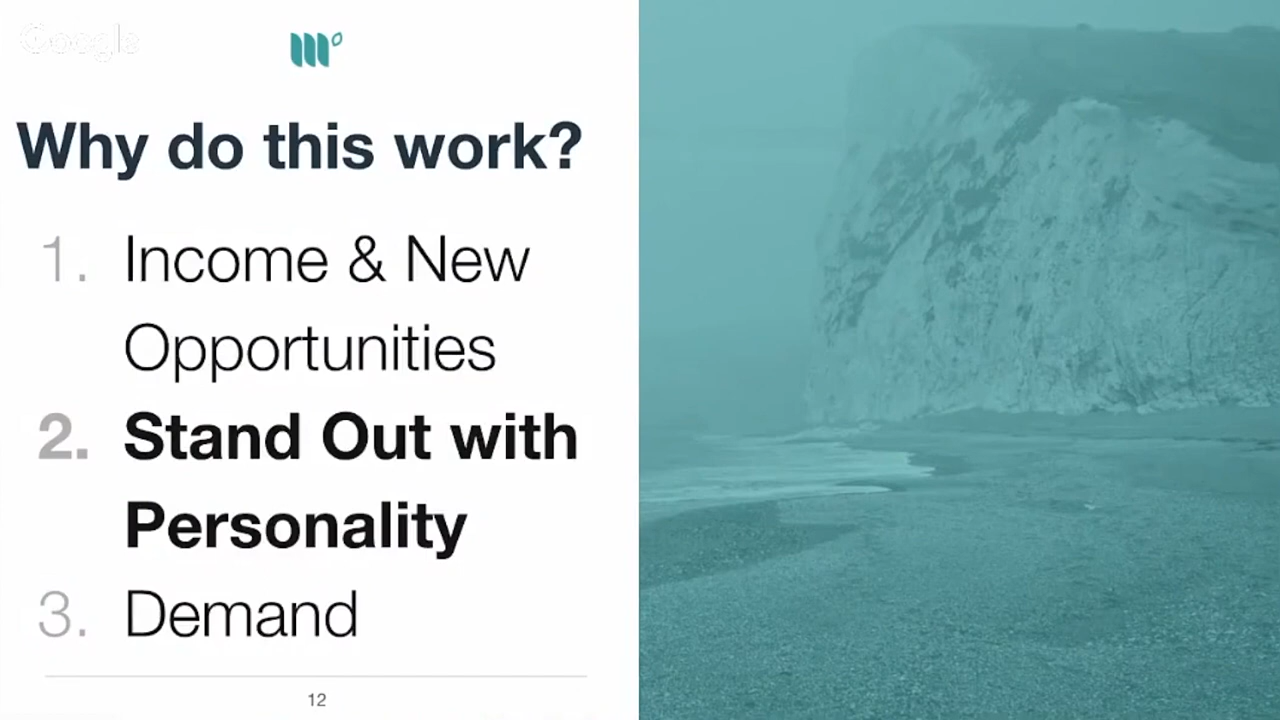 Google
Why do this work?
1. Income & New
Opportunities
2. Stand Out with
Personality
3. Demand
12